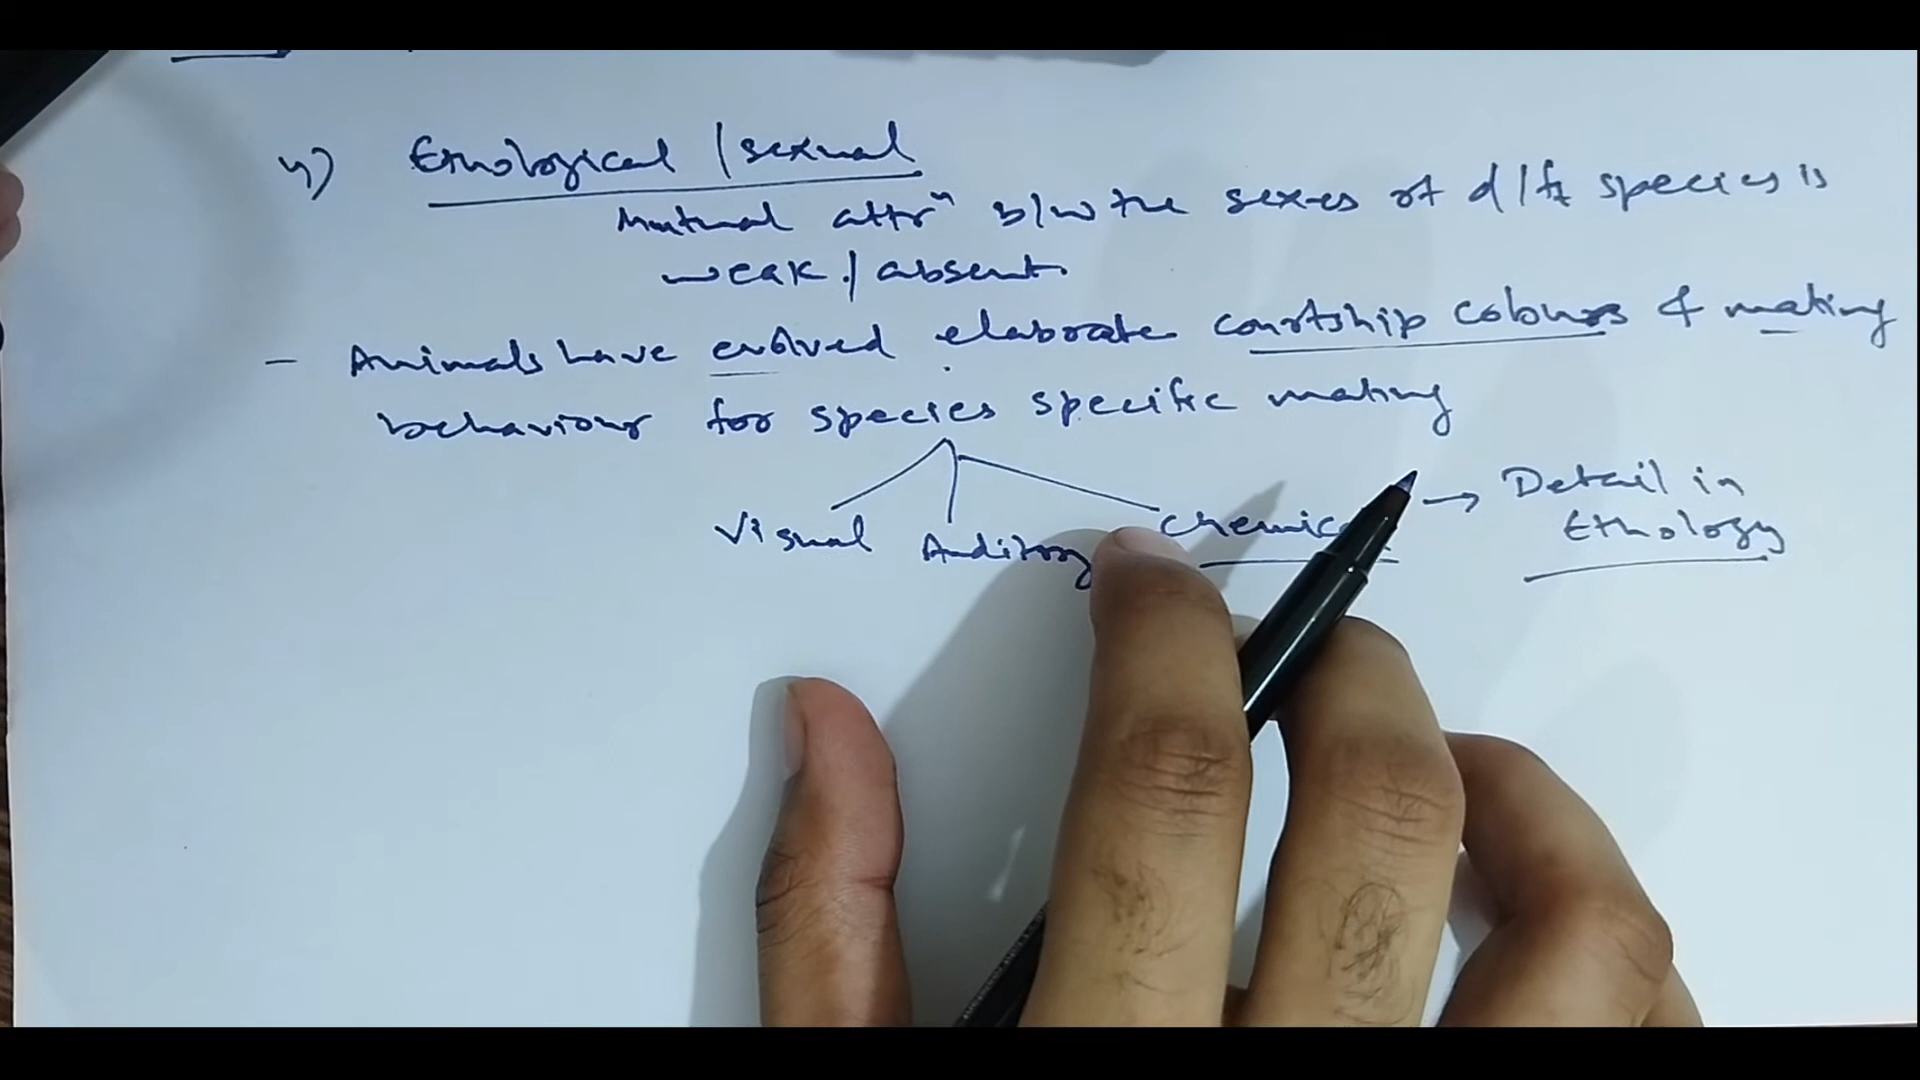 4) Ethological / sexual
Mutual attrⁿ b/w the sexes of d/ft species is
weak / absent.
- Animals have evolved elaborate courtship colours & mating
behaviour for species specific mating
Visual Auditory Chemical → Detail in
Ethology